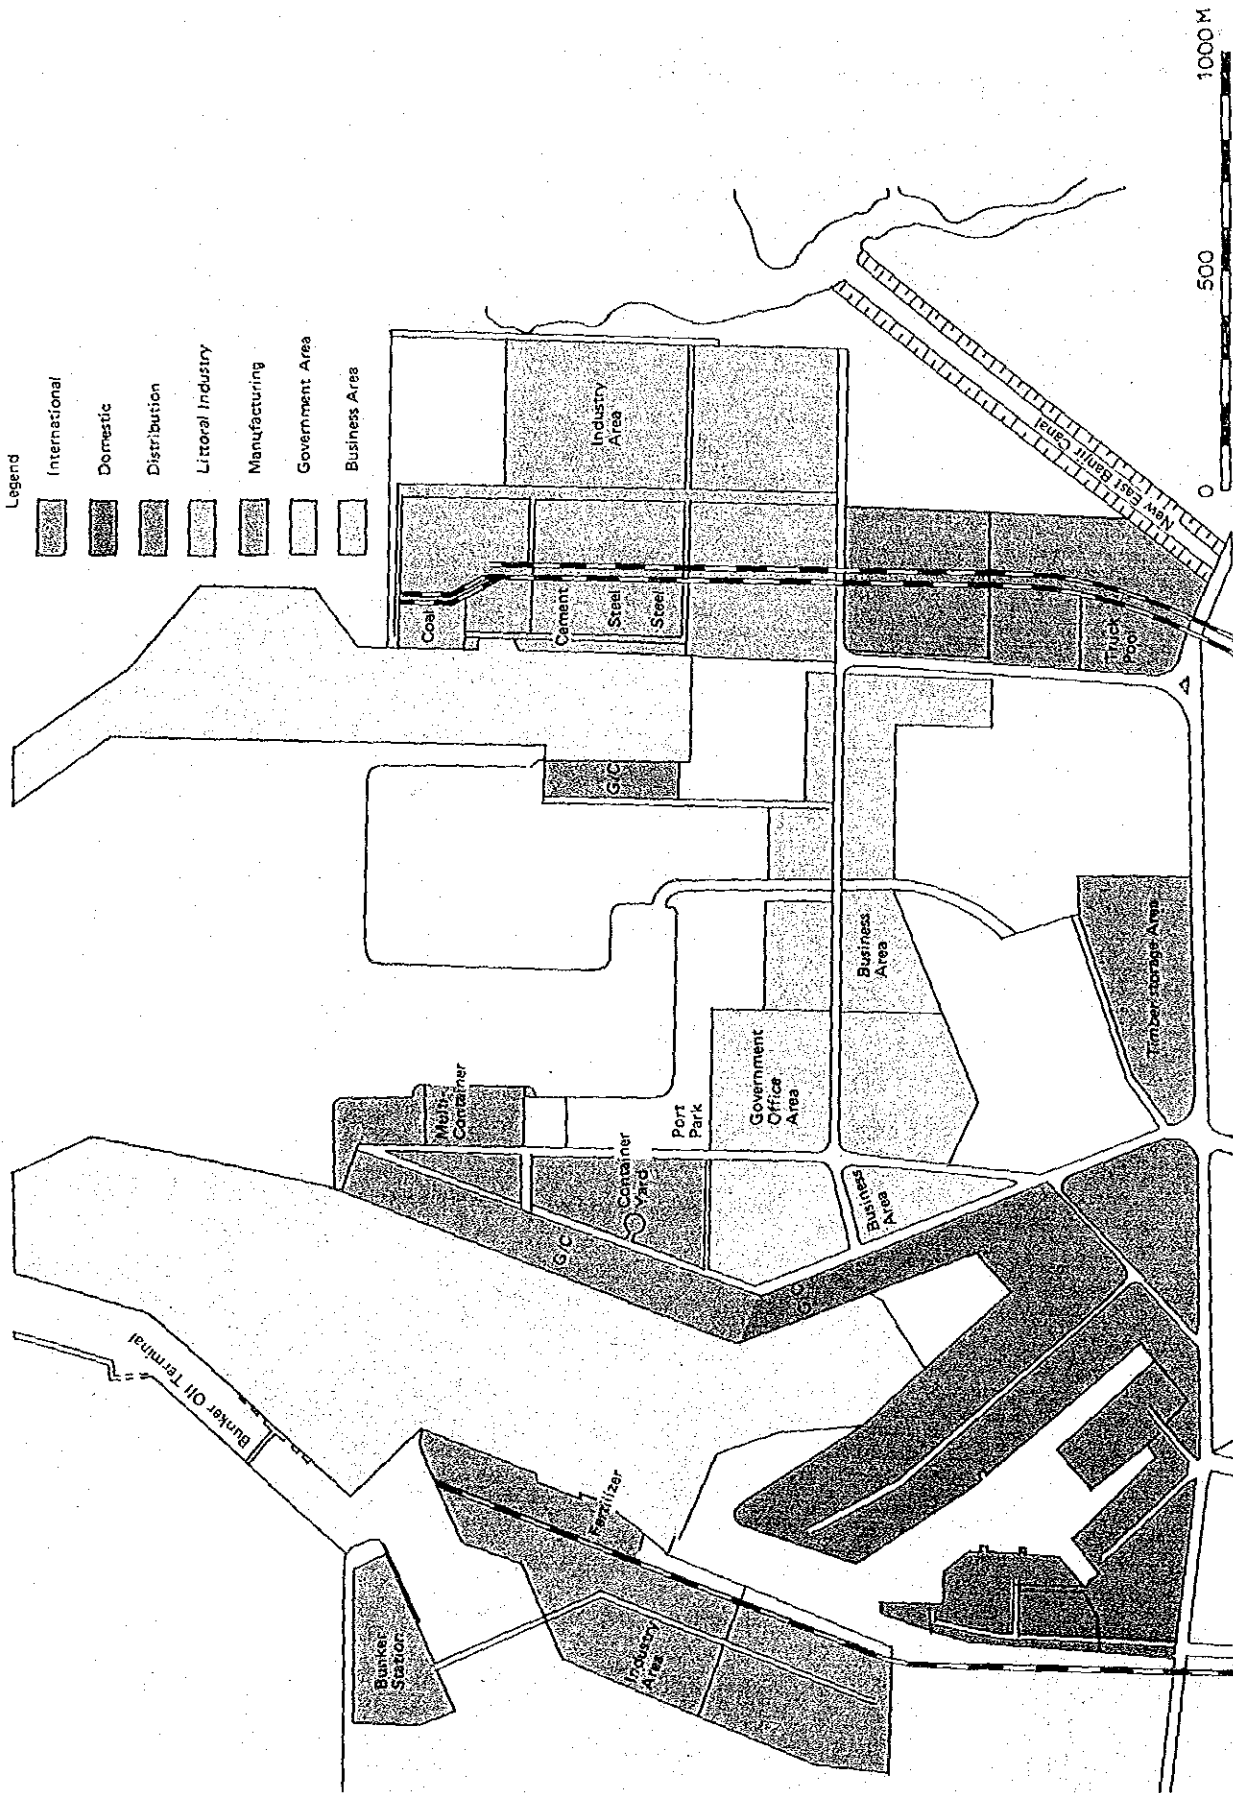 Legend
International
Domestic
Distribution
Littoral Industry
Manufacturing
Government Area
Business Area
Bunker Oil Terminal
Bunker
Station
Fertilizer
Industry
Area
G/C
Multi-
Container
Container
Yard
Port
Park
Government
Office
Area
Business
Area
G/C
Business
Area
Timber storage Area
G/C
Coal
Cement
Steel
Steel
Industry
Area
Truck
Pool
New East Banjir Canal
0
500
1000 M